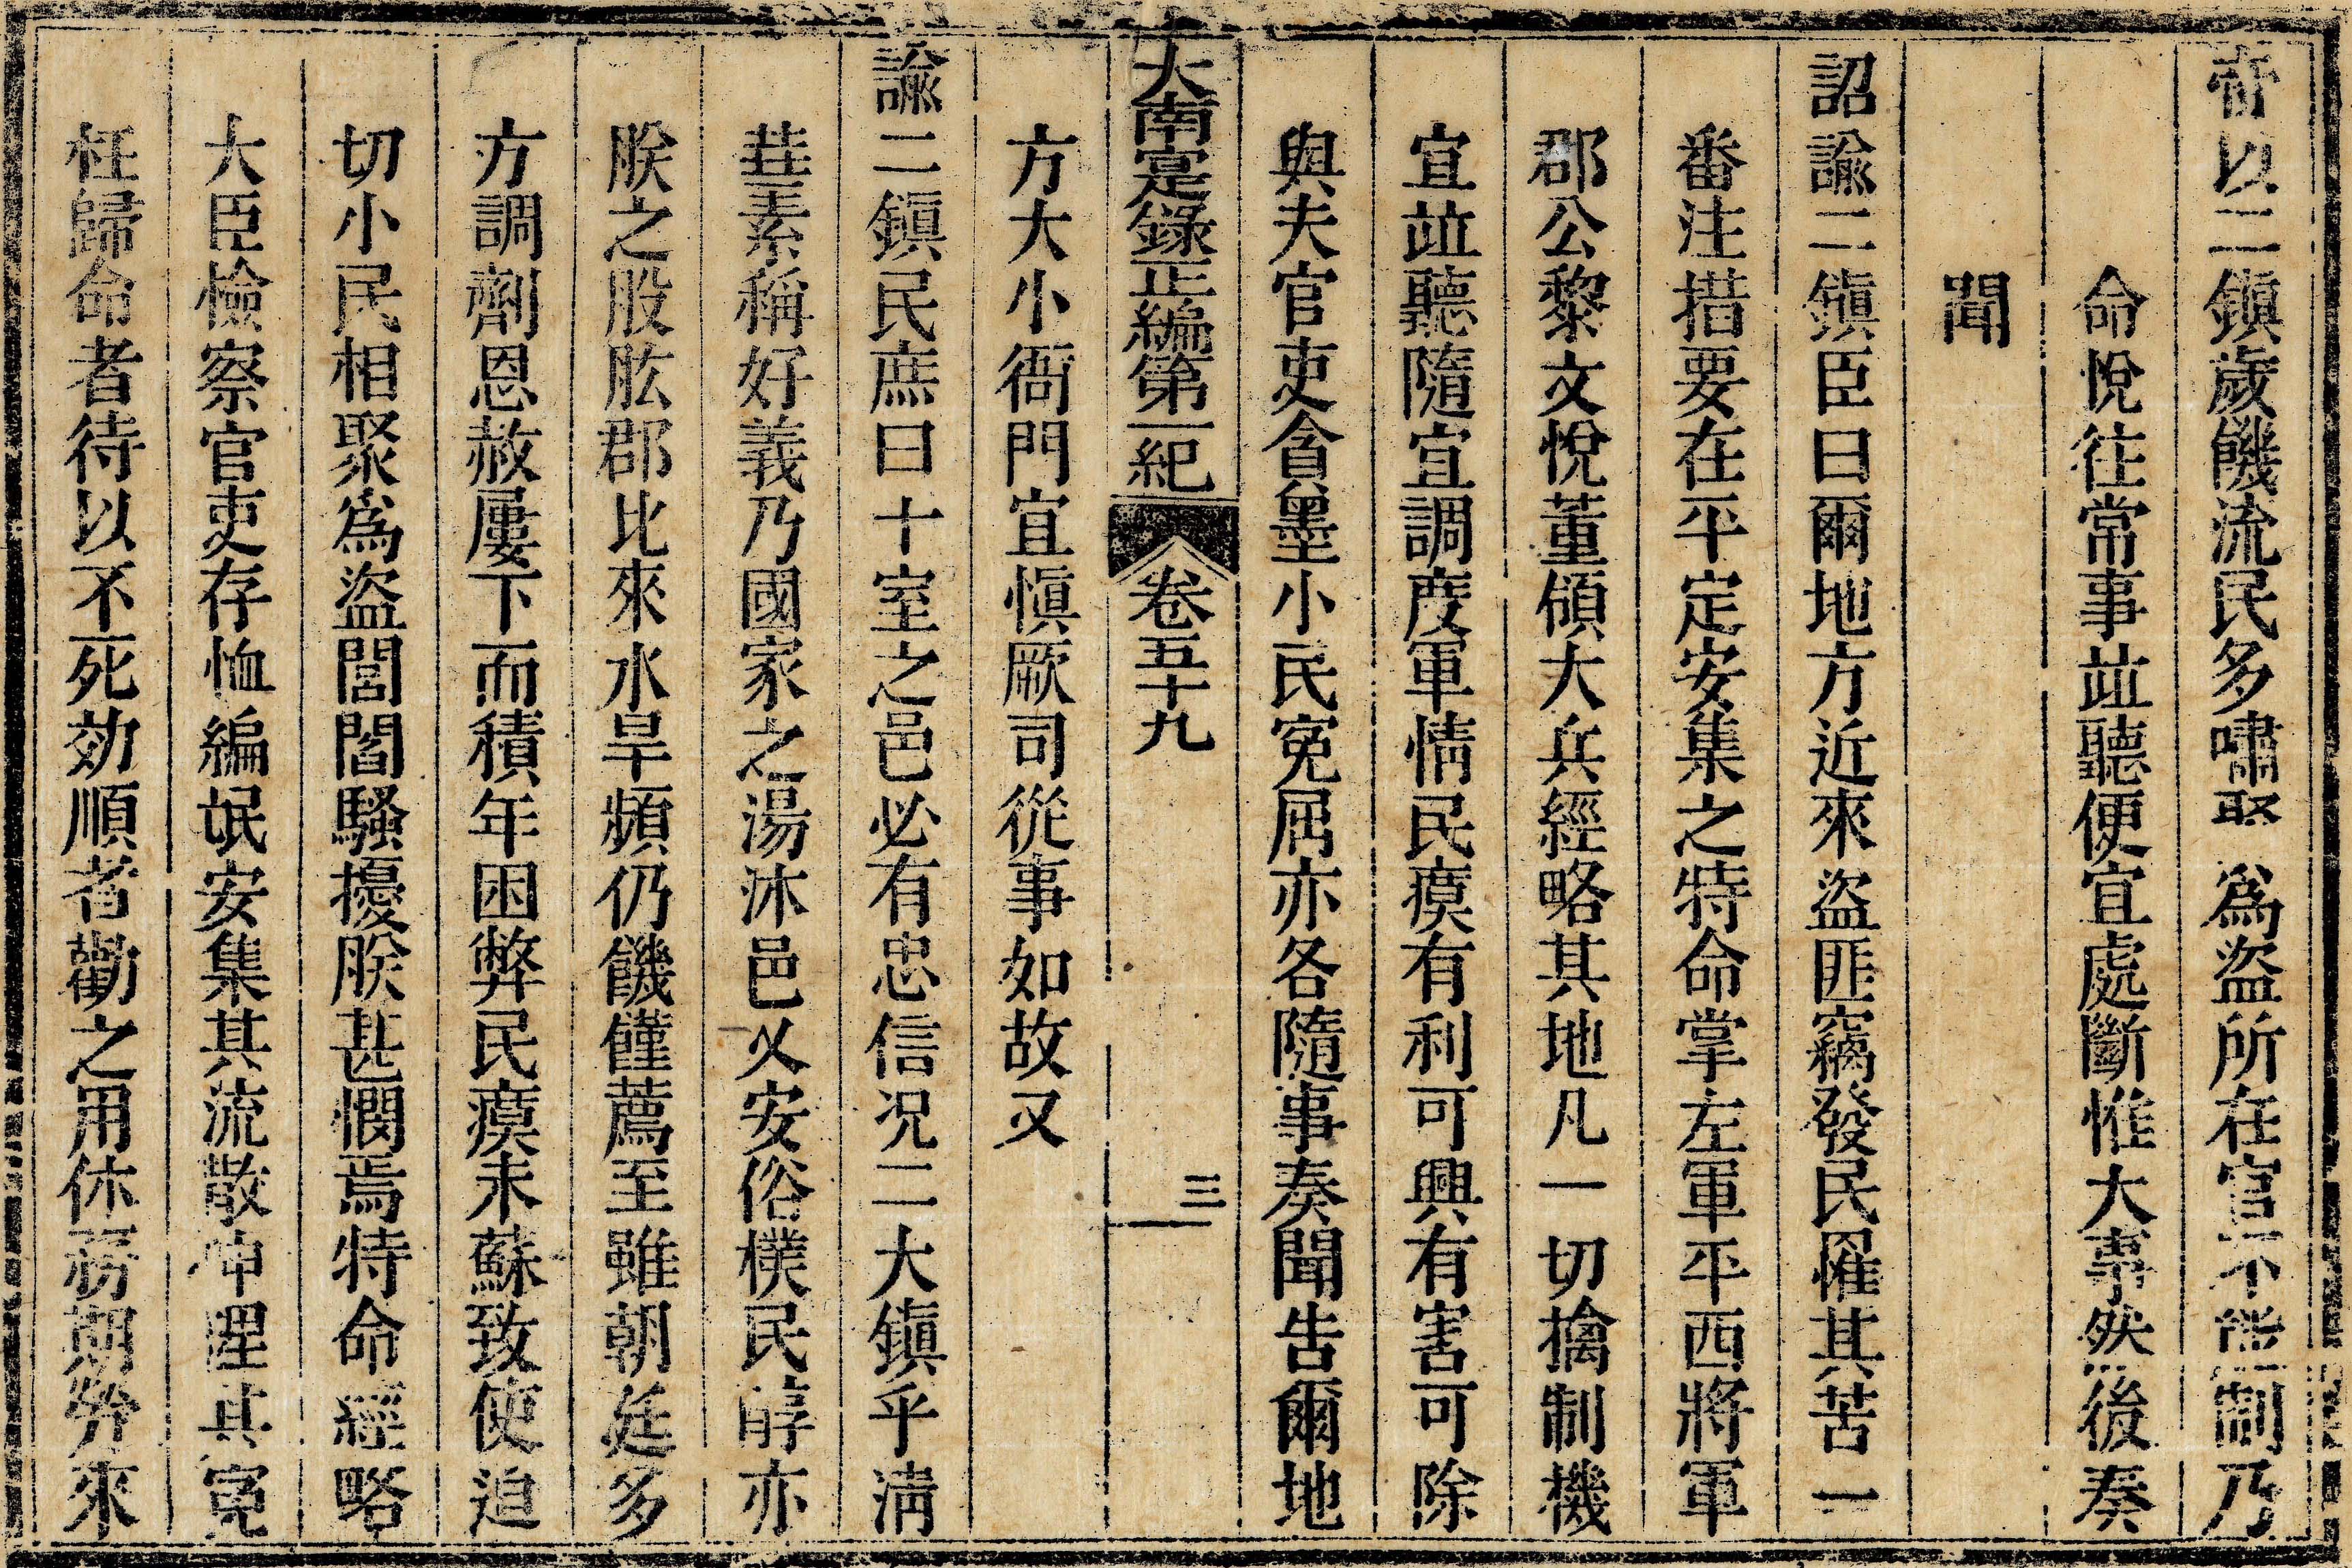 帝以二鎭歲饑流民多嘯聚爲盜所在官不能制乃
命悅往常事並聽便宜處斷惟大事然後奏
聞
詔諭二鎭臣曰爾地方近來盜匪竊發民罹其苦一
番注措要在平定安集之特命掌左軍平西將軍
郡公黎文悅董領大兵經略其地凡一切擒制機
宜並聽隨宜調度軍情民瘼有利可興有害可除
與夫官吏貪墨小民寃屈亦各隨事奏聞告爾地
大南寔錄正編第一紀 卷五十九 三
方大小衙門宜愼厥司從事如故又
諭二鎭民庶曰十室之邑必有忠信况二大鎭乎淸
素稱好義乃國家之湯沐邑乂安俗樸民醇亦
朕之股肱郡比來水旱頻仍饑饉薦至雖朝廷多
方調劑恩赦屢下而積年困弊民瘼未蘇致使迫
切小民相聚爲盜閭閻騷擾朕甚憫焉特命經略
大臣檢察官吏存恤編氓安集其流散申理其寃
枉歸命者待以不死効順者勸之用休務期勞來